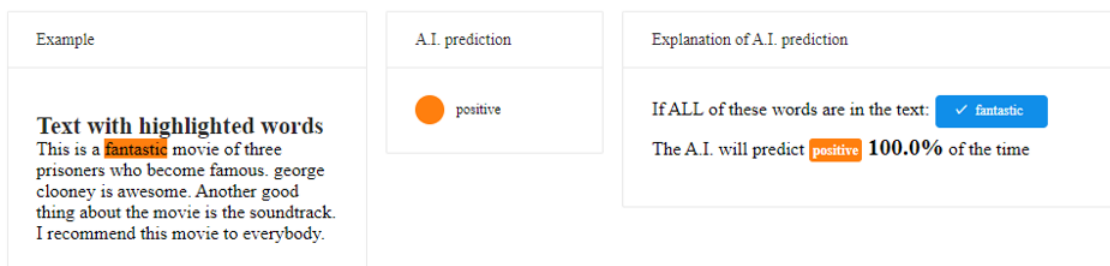 Example
Text with highlighted words
This is a fantastic movie of three
prisoners who become famous. george
clooney is awesome. Another good
thing about the movie is the soundtrack.
I recommend this movie to everybody.
A.I. prediction
positive
Explanation of A.I. prediction
If ALL of these words are in the text: ✓ fantastic
The A.I. will predict positive 100.0% of the time